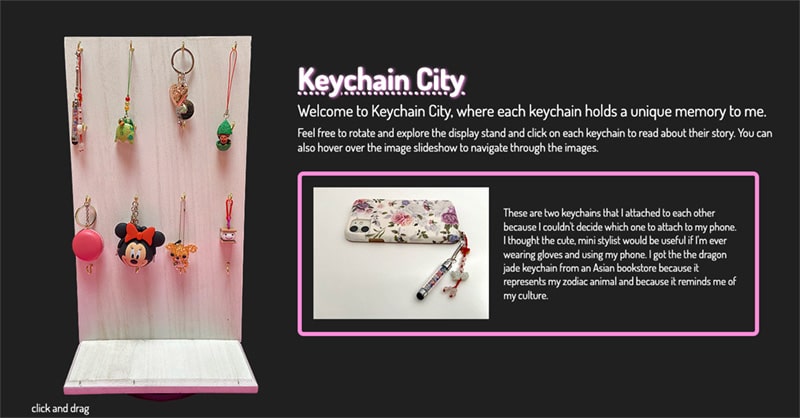 Keychain City
Welcome to Keychain City, where each keychain holds a unique memory to me.
Feel free to rotate and explore the display stand and click on each keychain to read about their story. You can
also hover over the image slideshow to navigate through the images.
These are two keychains that I attached to each other
because I couldn't decide which one to attach to my phone.
I thought the cute, mini stylist would be useful if I'm ever
wearing gloves and using my phone. I got the the dragon
jade keychain from an Asian bookstore because it
represents my zodiac animal and because it reminds me of
my culture.
click and drag